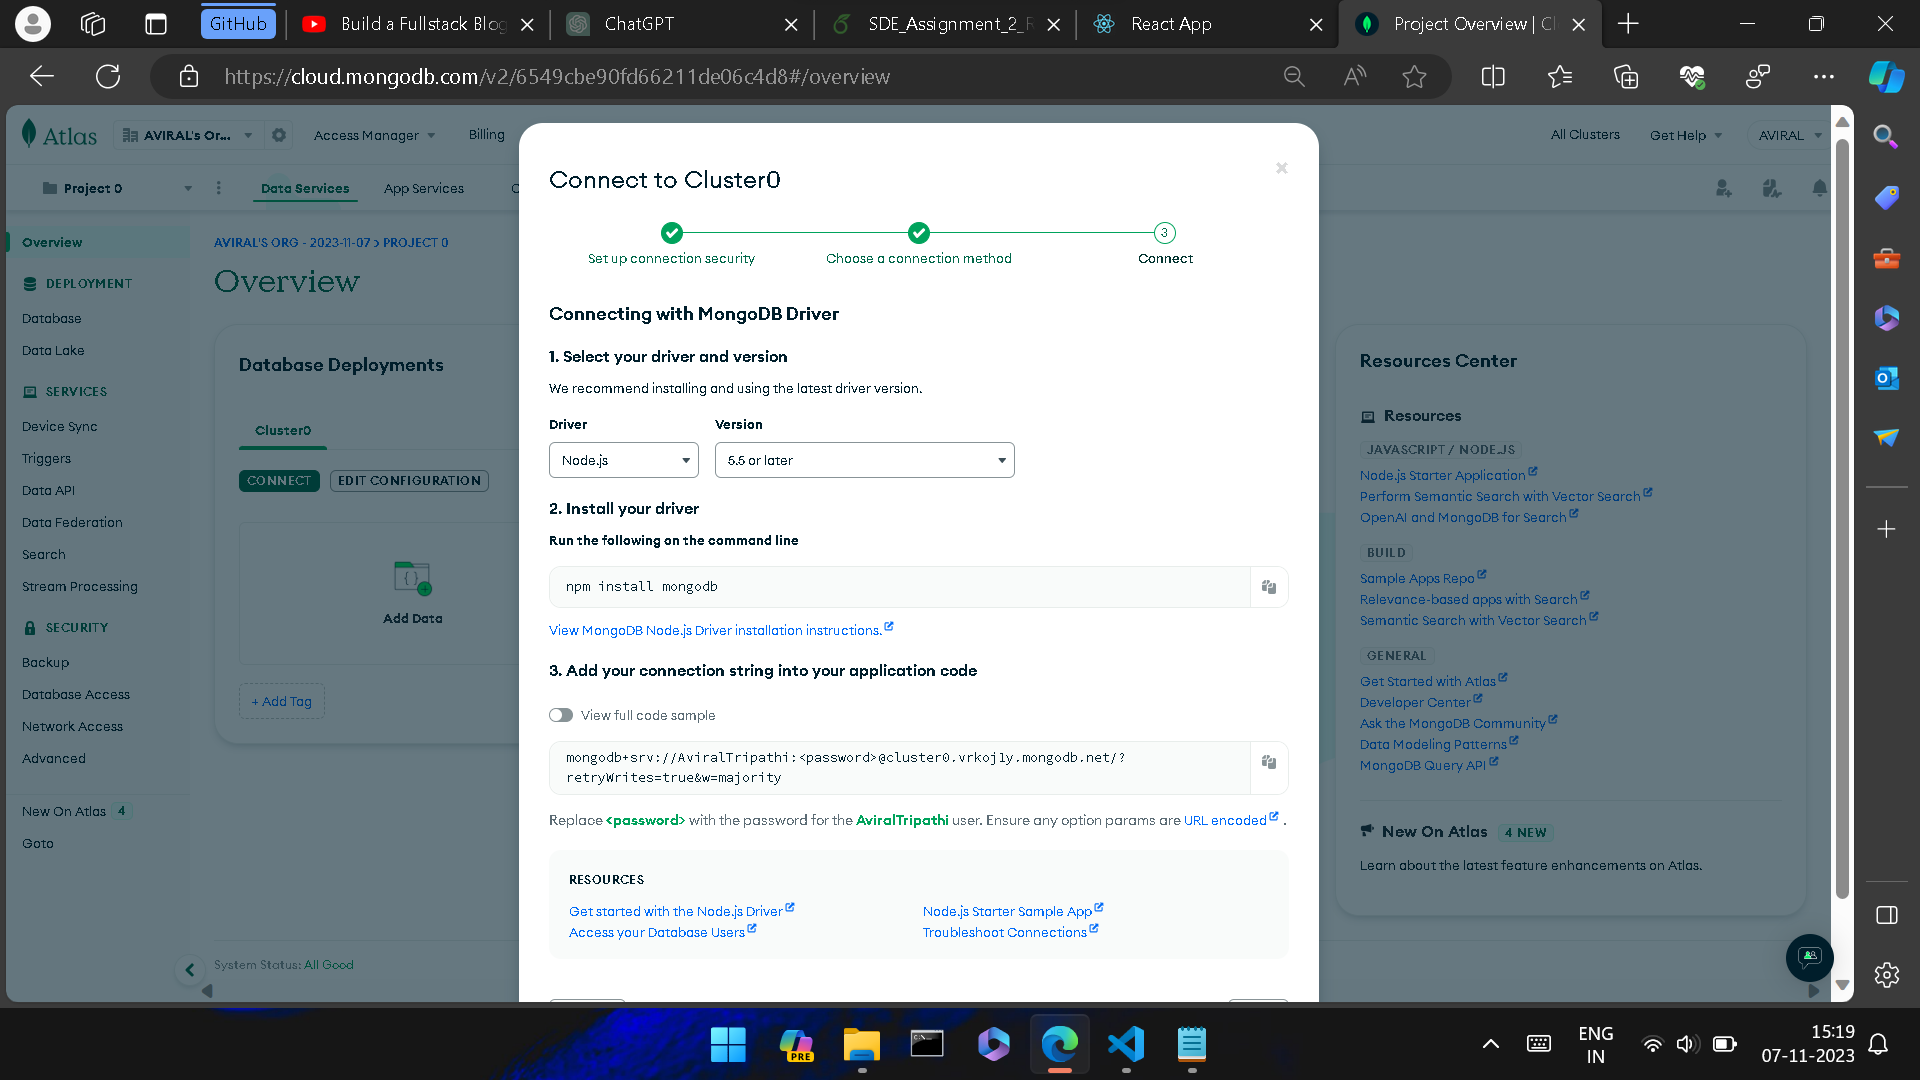 GitHub
Build a Fullstack Blog
ChatGPT
SDE_Assignment_2_R
React App
Project Overview | Cl
https://cloud.mongodb.com/v2/6549cbe90fd66211de06c4d8#/overview
Atlas
AVIRAL's Or...
Access Manager
Billing
All Clusters
Get Help
AVIRAL
Project 0
Data Services
App Services
Overview
DEPLOYMENT
Database
Data Lake
SERVICES
Device Sync
Triggers
Data API
Data Federation
Search
Stream Processing
SECURITY
Backup
Database Access
Network Access
Advanced
New On Atlas 4
Goto
AVIRAL'S ORG - 2023-11-07 > PROJECT 0
Overview
Database Deployments
Cluster0
CONNECT
EDIT CONFIGURATION
Add Data
+ Add Tag
System Status: All Good
Connect to Cluster0
Set up connection security
Choose a connection method
3
Connect
Connecting with MongoDB Driver
1. Select your driver and version
We recommend installing and using the latest driver version.
Driver
Version
Node.js
5.5 or later
2. Install your driver
Run the following on the command line
npm install mongodb
View MongoDB Node.js Driver installation instructions.
3. Add your connection string into your application code
View full code sample
mongodb+srv://AviralTripathi:<password>@cluster0.vrkoj1y.mongodb.net/?
retryWrites=true&w=majority
Replace <password> with the password for the AviralTripathi user. Ensure any option params are URL encoded .
RESOURCES
Get started with the Node.js Driver
Node.js Starter Sample App
Access your Database Users
Troubleshoot Connections
Resources Center
Resources
JAVASCRIPT / NODE.JS
Node.js Starter Application
Perform Semantic Search with Vector Search
OpenAI and MongoDB for Search
BUILD
Sample Apps Repo
Relevance-based apps with Search
Semantic Search with Vector Search
GENERAL
Get Started with Atlas
Developer Center
Ask the MongoDB Community
Data Modeling Patterns
MongoDB Query API
New On Atlas 4 NEW
Learn about the latest feature enhancements on Atlas.
PRE
ENG
IN
15:19
07-11-2023